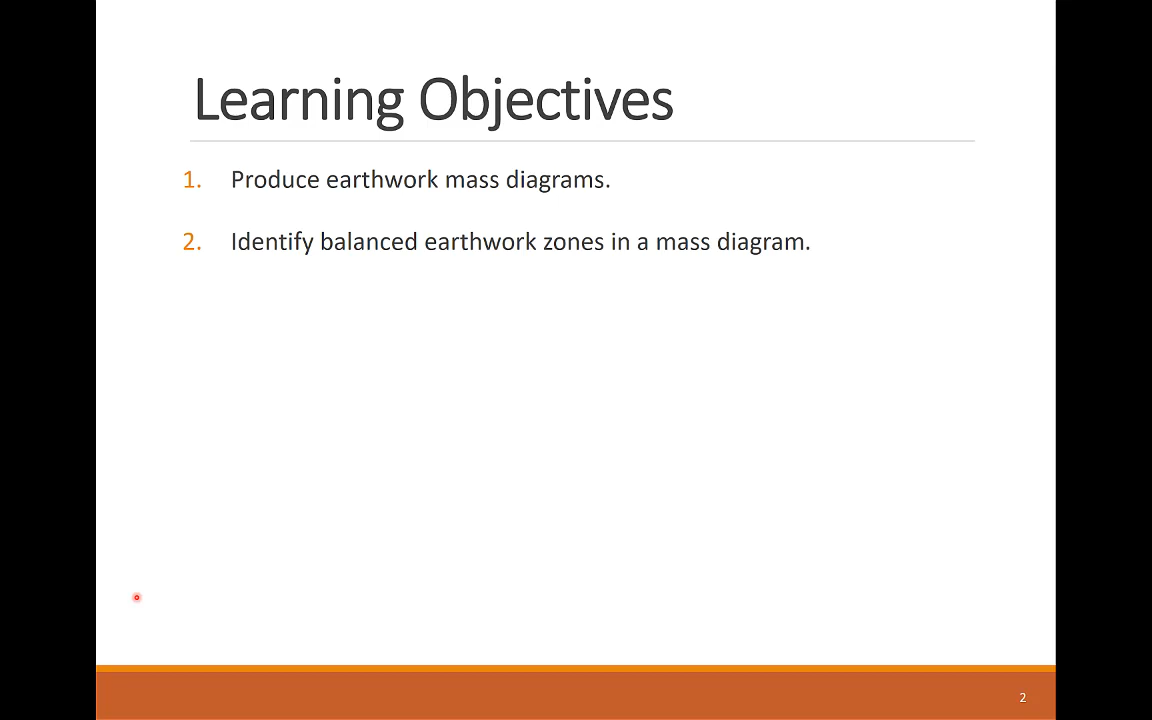 Learning Objectives
1. Produce earthwork mass diagrams.
2. Identify balanced earthwork zones in a mass diagram.
2